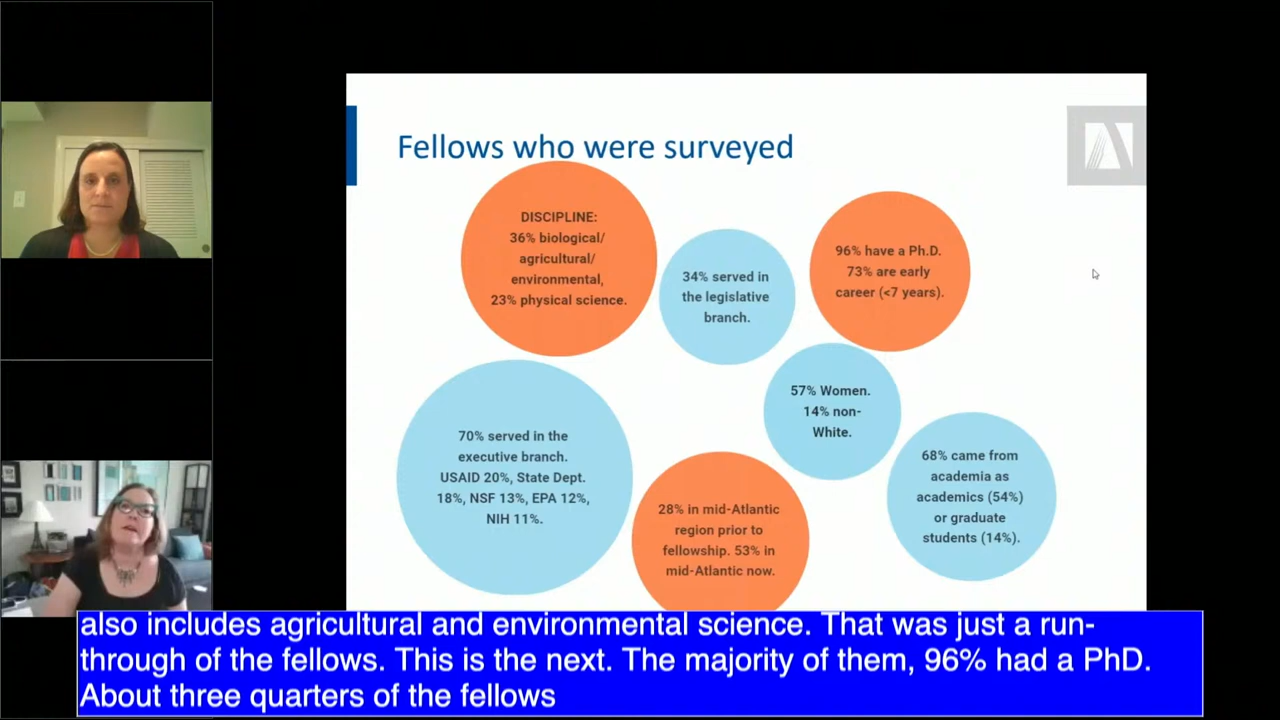 Fellows who were surveyed
DISCIPLINE:
36% biological/
agricultural/
environmental,
23% physical science.
34% served in
the legislative
branch.
96% have a Ph.D.
73% are early
career (<7 years).
57% Women.
14% non-
White.
70% served in the
executive branch.
USAID 20%, State Dept.
18%, NSF 13%, EPA 12%,
NIH 11%.
28% in mid-Atlantic
region prior to
fellowship. 53% in
mid-Atlantic now.
68% came from
academia as
academics (54%)
or graduate
students (14%).
also includes agricultural and environmental science. That was just a run-
through of the fellows. This is the next. The majority of them, 96% had a PhD.
About three quarters of the fellows